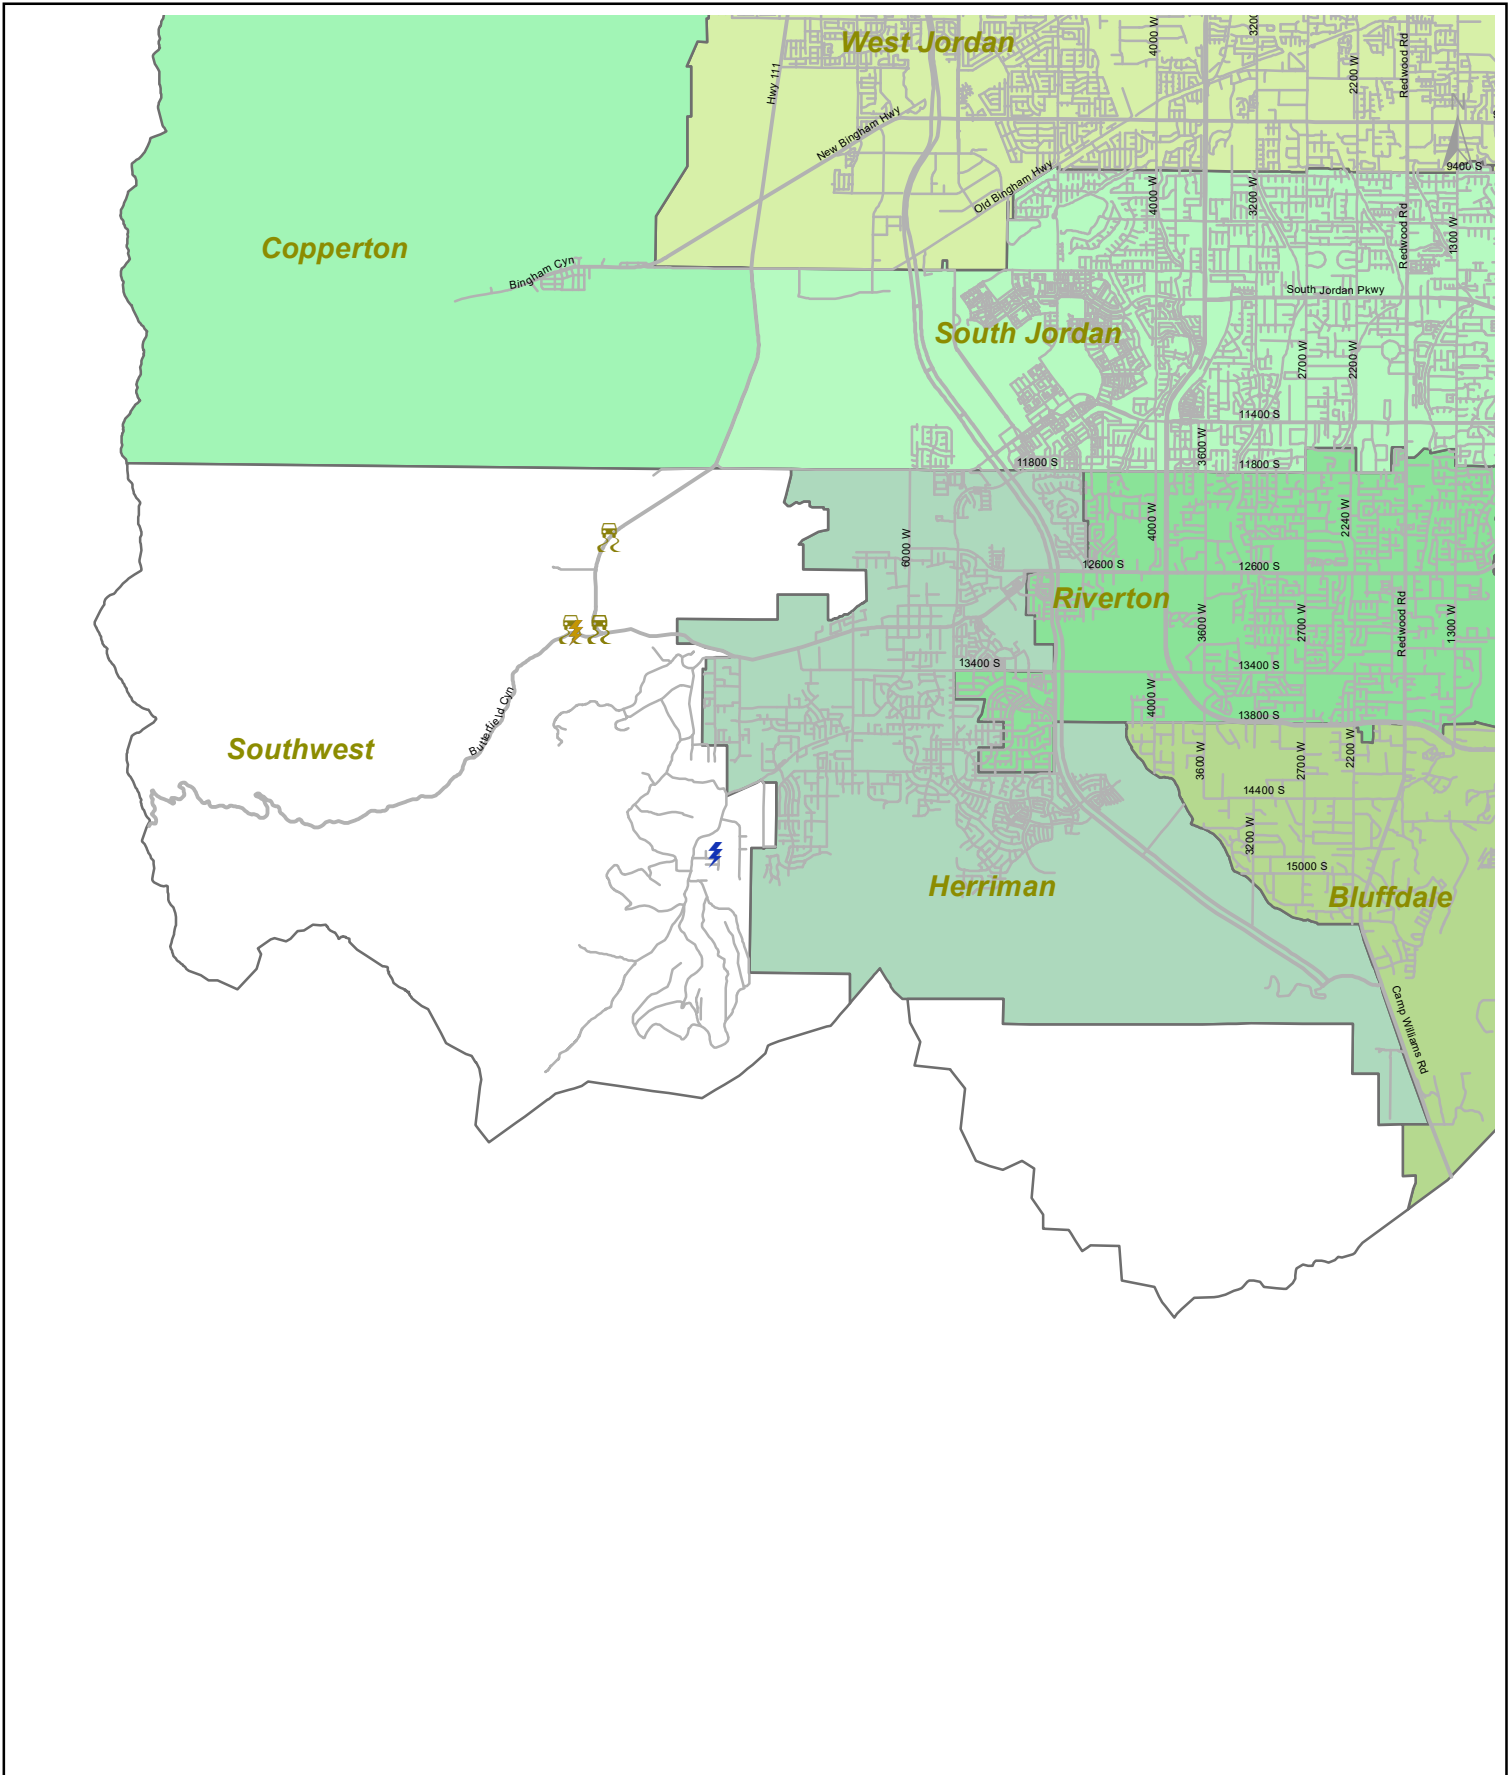 4000 W
3200
West Jordan
Redwood Rd
2200 W
Hwy 111
New Bingham Hwy
N
9400 S
Old Bingham Hwy
4000 W
3200 W
Redwood Rd
1300 W
Copperton
Bingham Cyn
South Jordan Pkwy
South Jordan
2700 W
2200 W
11400 S
3600 W
11800 S
11800 S
4000 W
2240 W
6000 W
12600 S
12600 S
Riverton
3600 W
2700 W
Redwood Rd
1300 W
13400 S
13400 S
4000 W
13800 S
Butterfield Cyn
Southwest
3600 W
2700 W
2200 W
14400 S
3200 W
15000 S
Herriman
Bluffdale
Camp Williams Rd